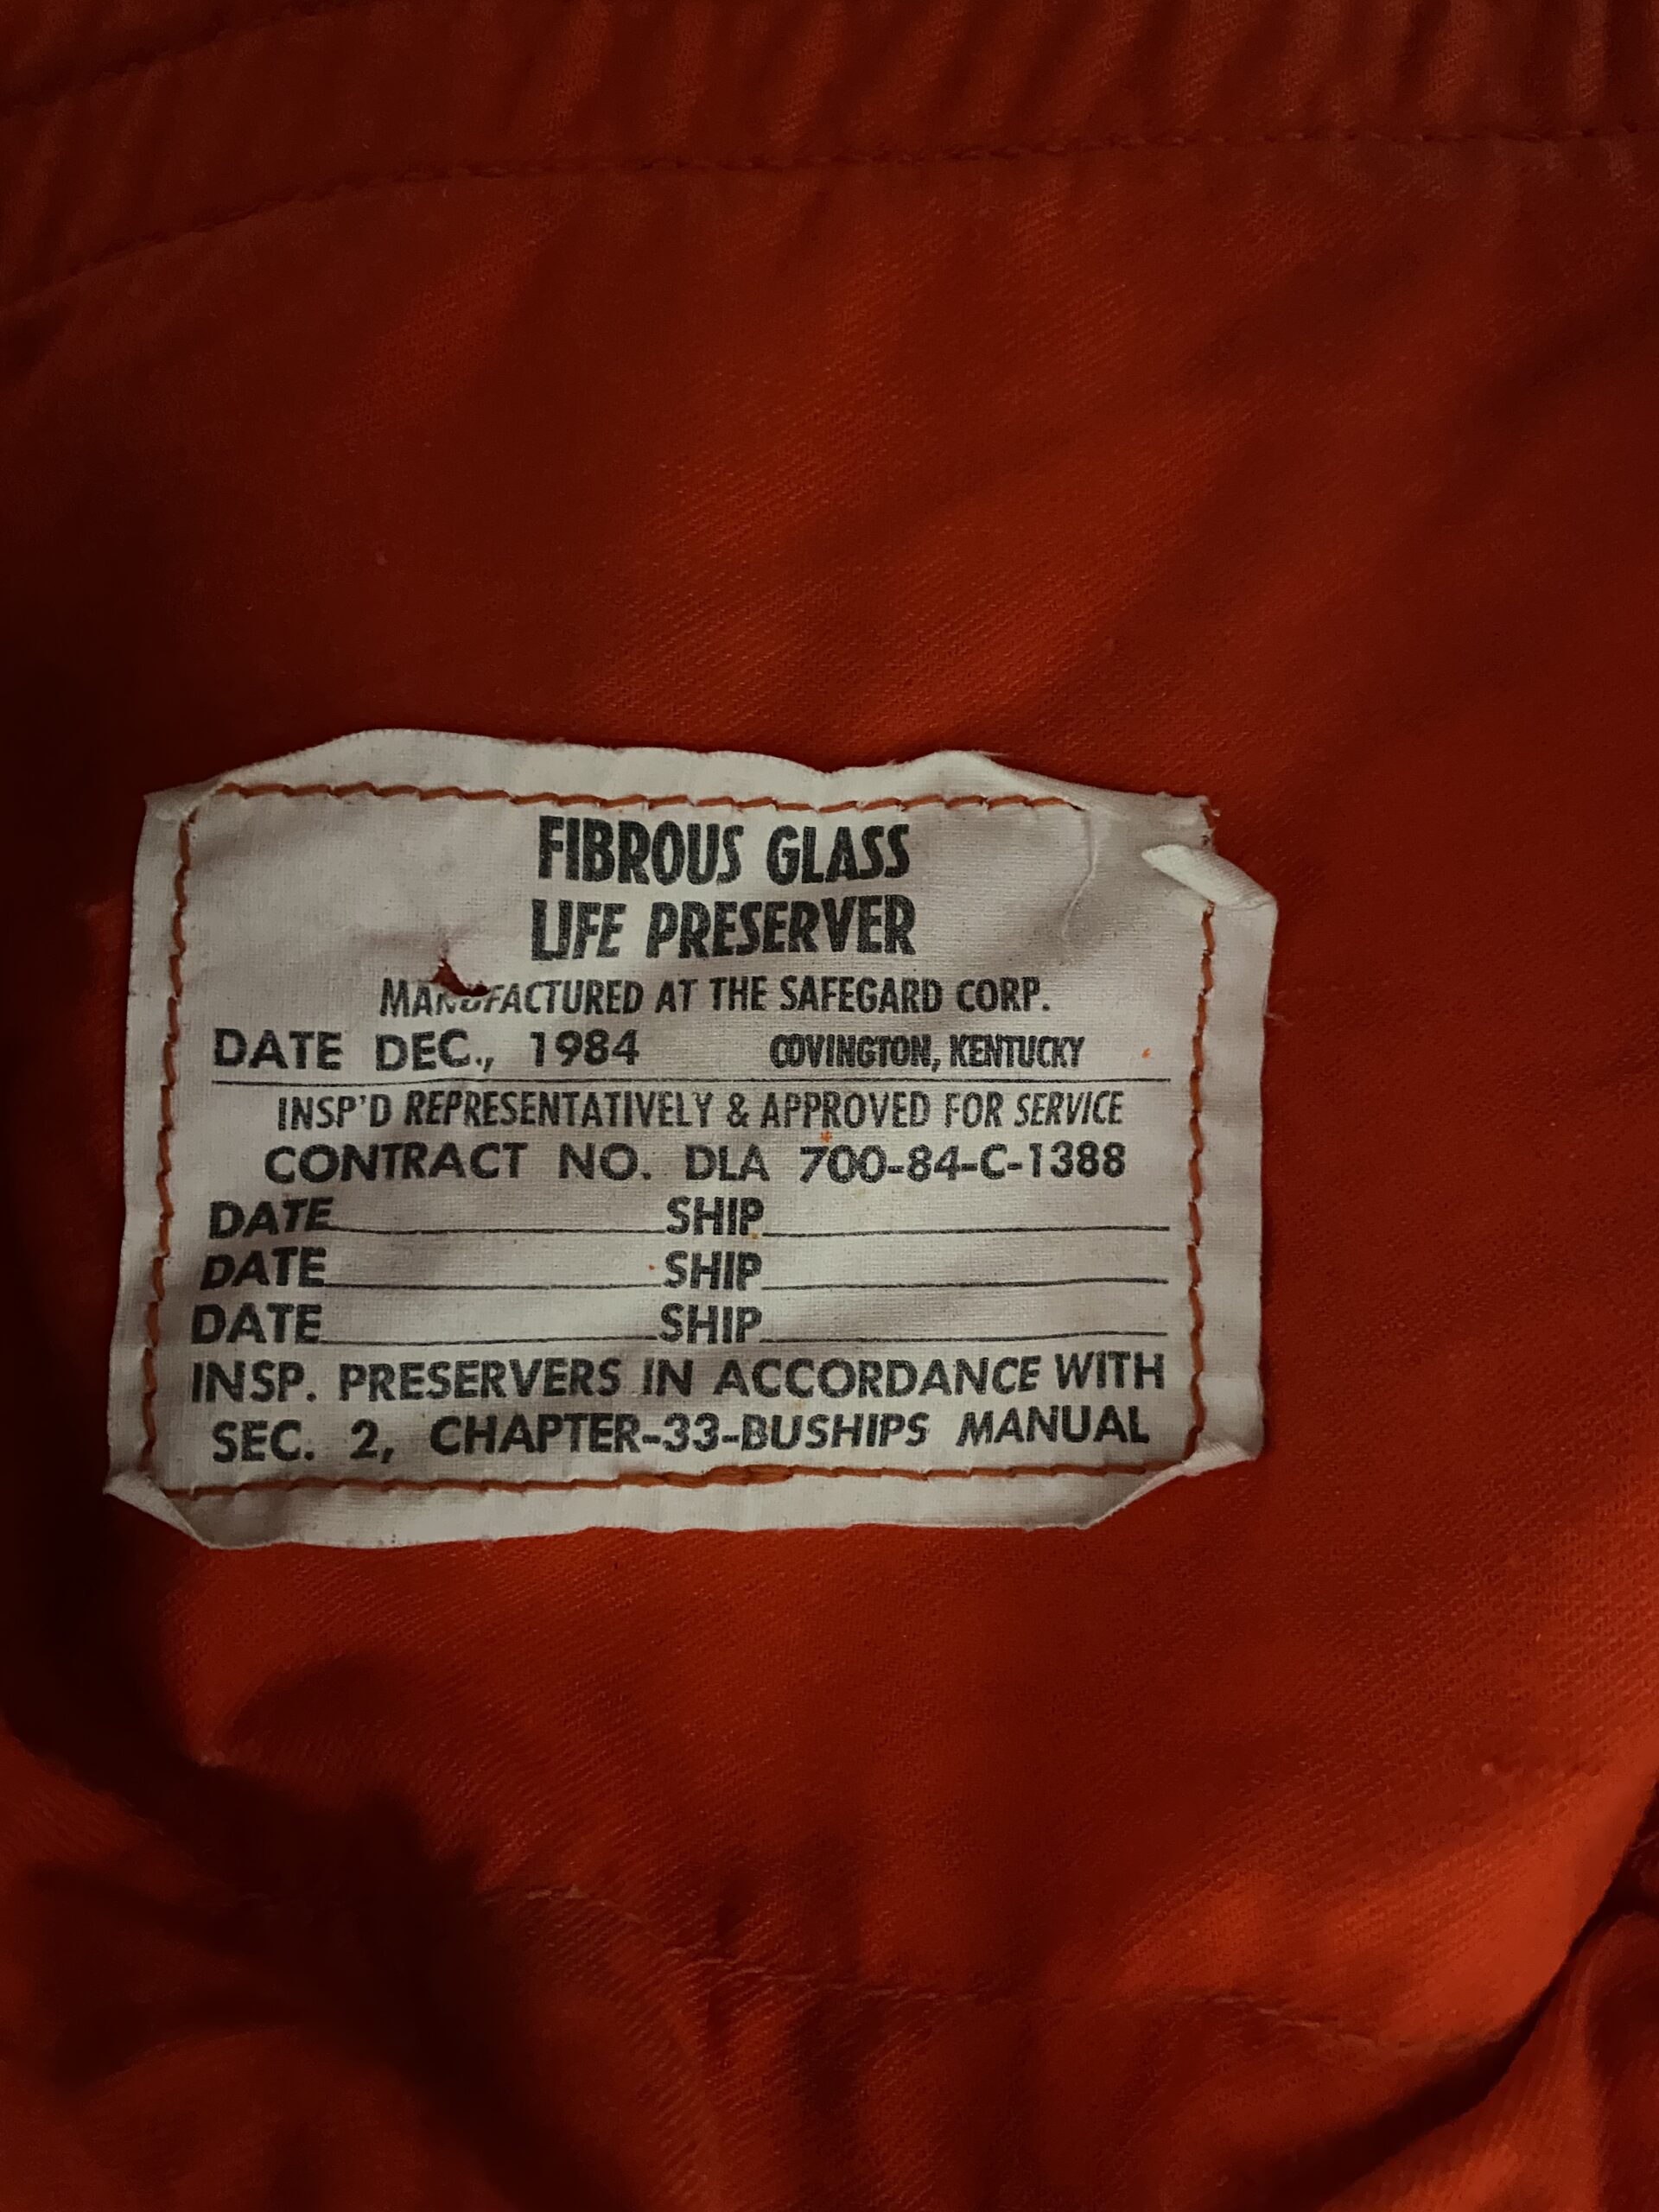 FIBROUS GLASS
LIFE PRESERVER
MANUFACTURED AT THE SAFEGARD CORP.
DATE DEC., 1984 COVINGTON, KENTUCKY
INSP'D REPRESENTATIVELY & APPROVED FOR SERVICE
CONTRACT NO. DLA 700-84-C-1388
DATE SHIP
DATE SHIP
DATE SHIP
INSP. PRESERVERS IN ACCORDANCE WITH
SEC. 2, CHAPTER-33-BUSHIPS MANUAL